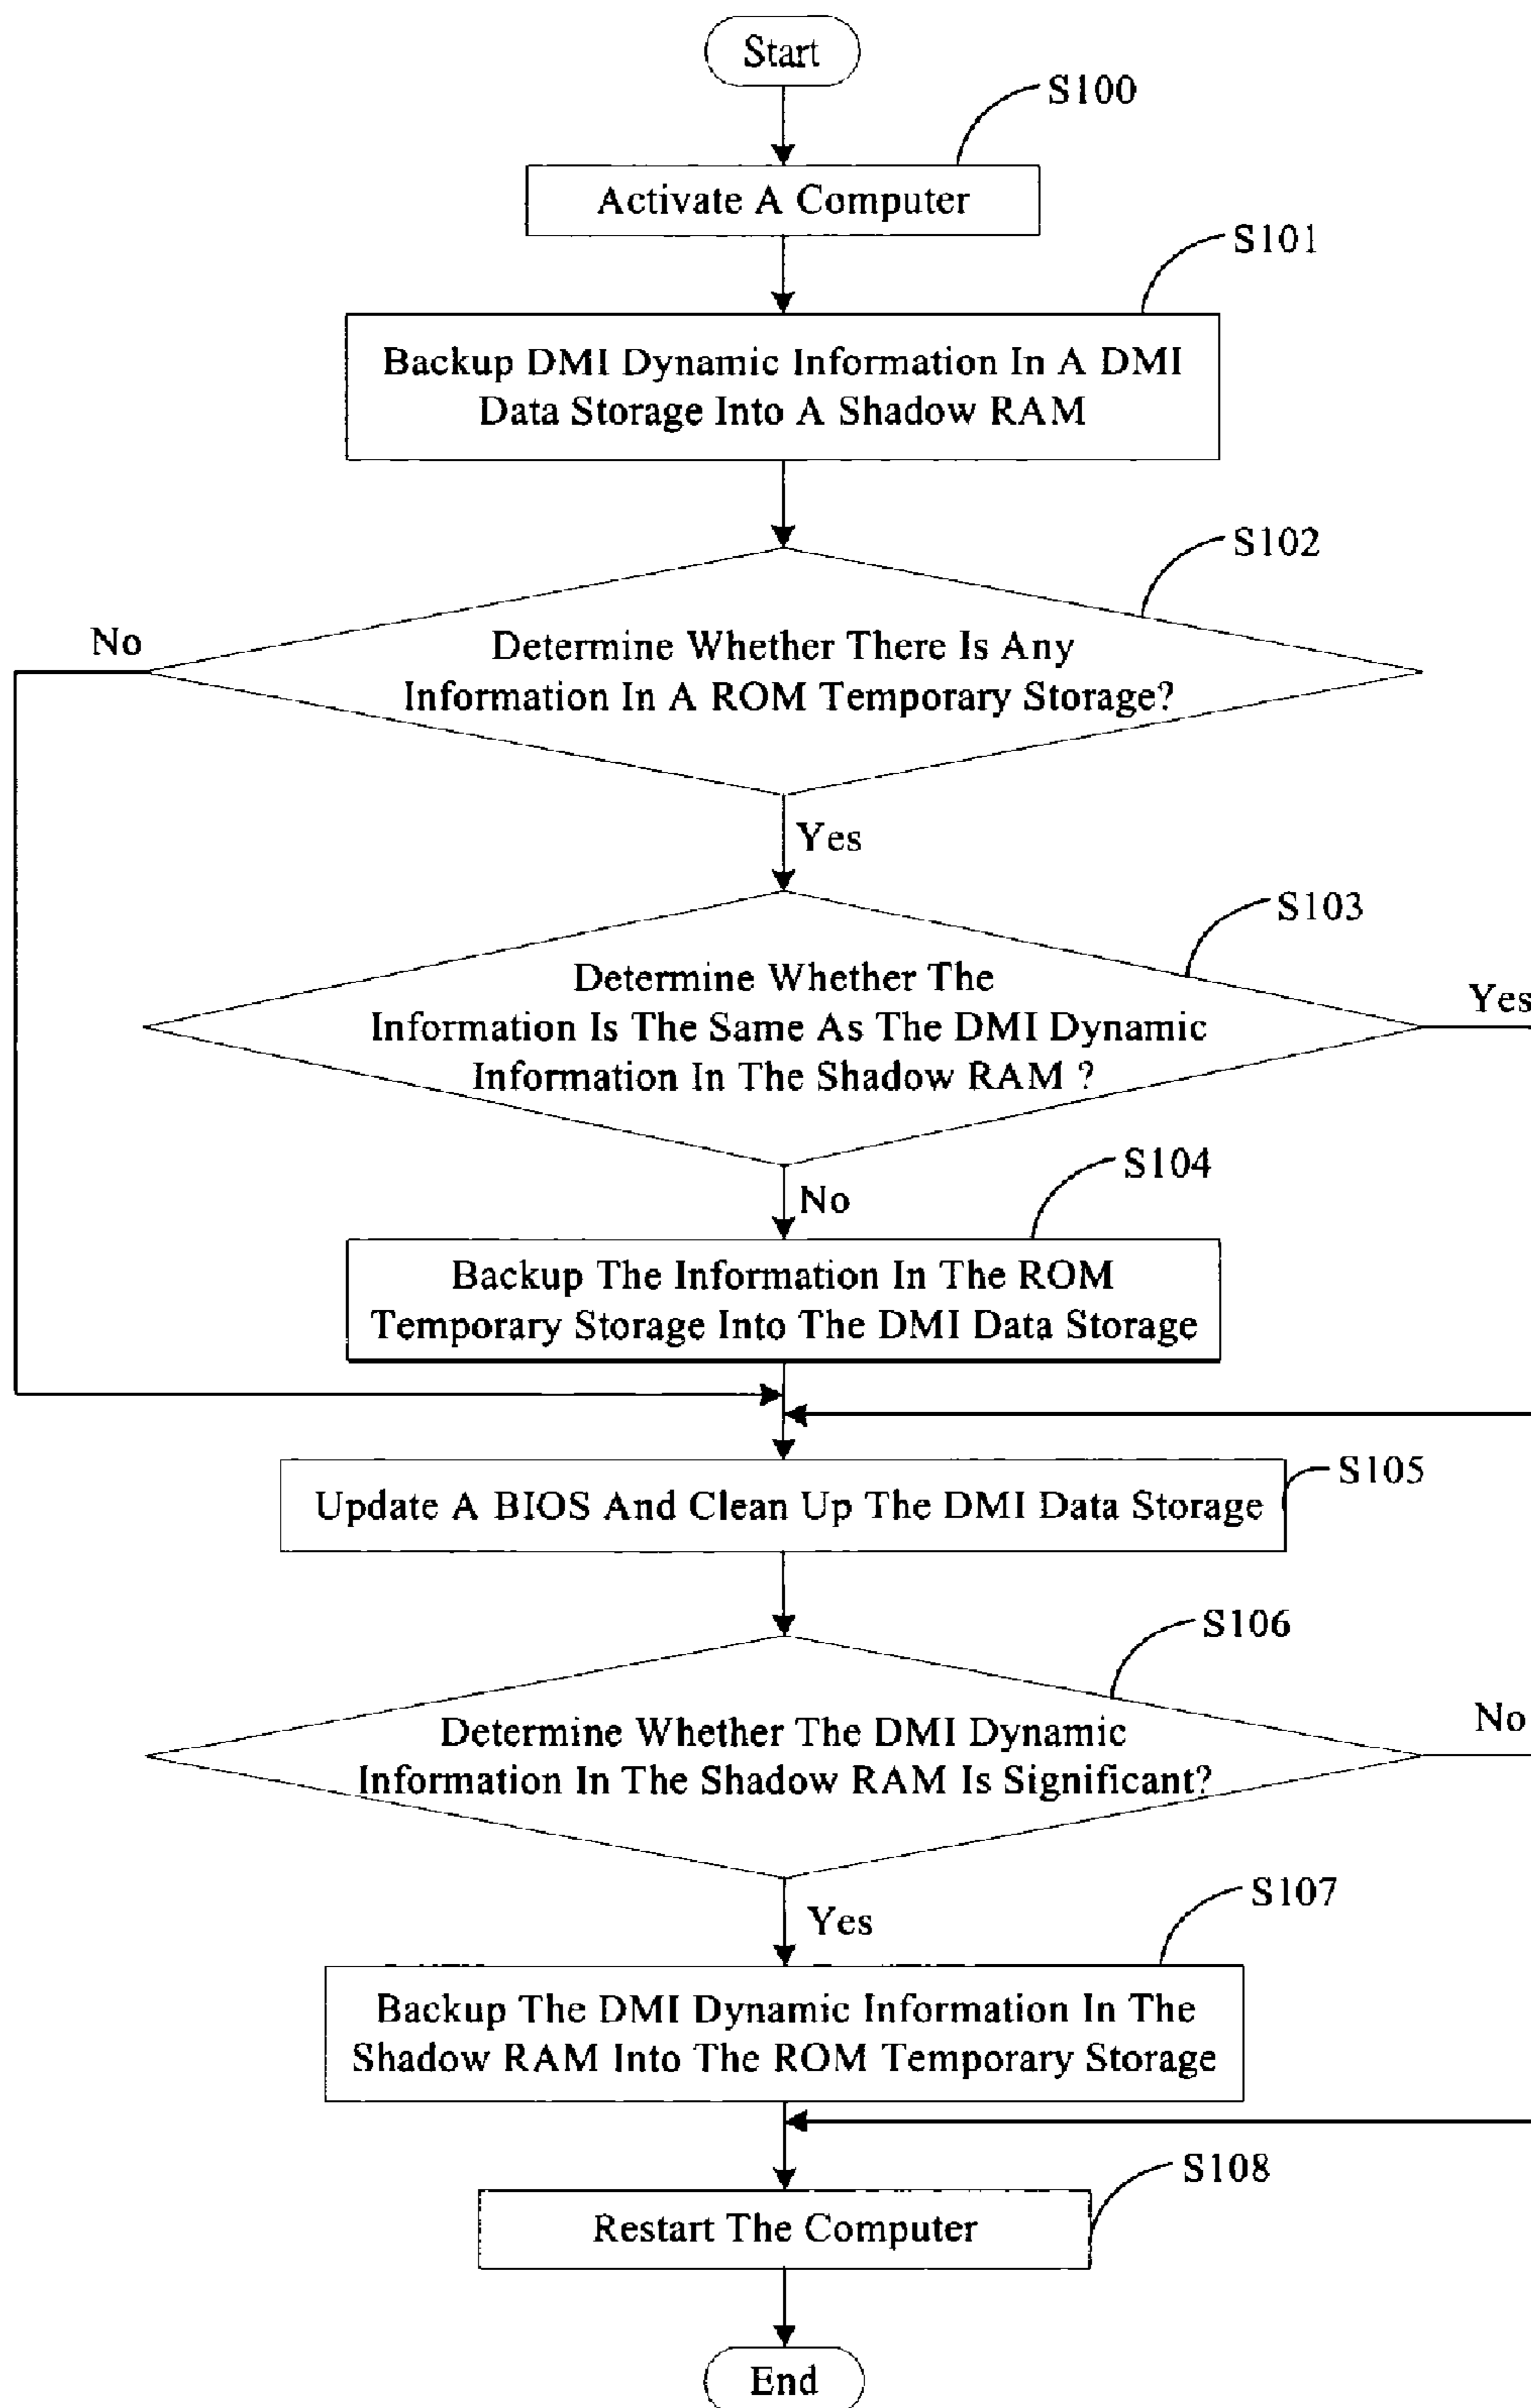 Start
S100
Activate A Computer
S101
Backup DMI Dynamic Information In A DMI
Data Storage Into A Shadow RAM
S102
No
Determine Whether There Is Any
Information In A ROM Temporary Storage?
Yes
S103
Determine Whether The
Information Is The Same As The DMI Dynamic
Information In The Shadow RAM ?
Yes
S104
No
Backup The Information In The ROM
Temporary Storage Into The DMI Data Storage
S105
Update A BIOS And Clean Up The DMI Data Storage
S106
Determine Whether The DMI Dynamic
Information In The Shadow RAM Is Significant?
No
S107
Yes
Backup The DMI Dynamic Information In The
Shadow RAM Into The ROM Temporary Storage
S108
Restart The Computer
End